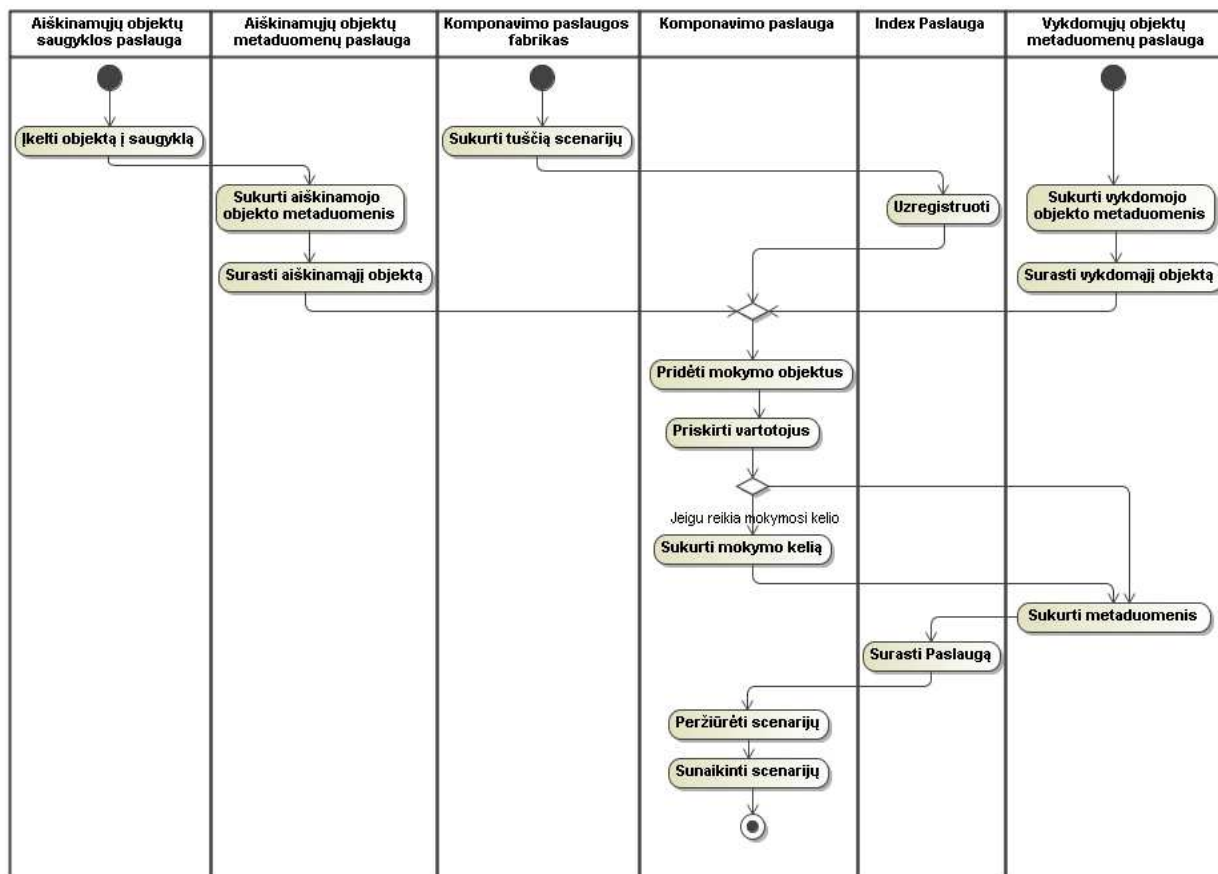 Aiškinamųjų objektų
saugyklos paslauga
Aiškinamųjų objektų
metaduomenų paslauga
Komponavimo paslaugos
fabrikas
Komponavimo paslauga
Index Paslauga
Vykdomųjų objektų
metaduomenų paslauga
Įkelti objektą į saugyklą
Sukurti tuščią scenarijų
Sukurti aiškinamojo
objekto metaduomenis
Uzregistruoti
Sukurti vykdomojo
objekto metaduomenis
Surasti aiškinamąjį objektą
Surasti vykdomąjį objektą
Pridėti mokymo objektus
Priskirti vartotojus
Jeigu reikia mokymosi kelio
Sukurti mokymo kelią
Sukurti metaduomenis
Surasti Paslaugą
Peržiūrėti scenarijų
Sunaikinti scenarijų